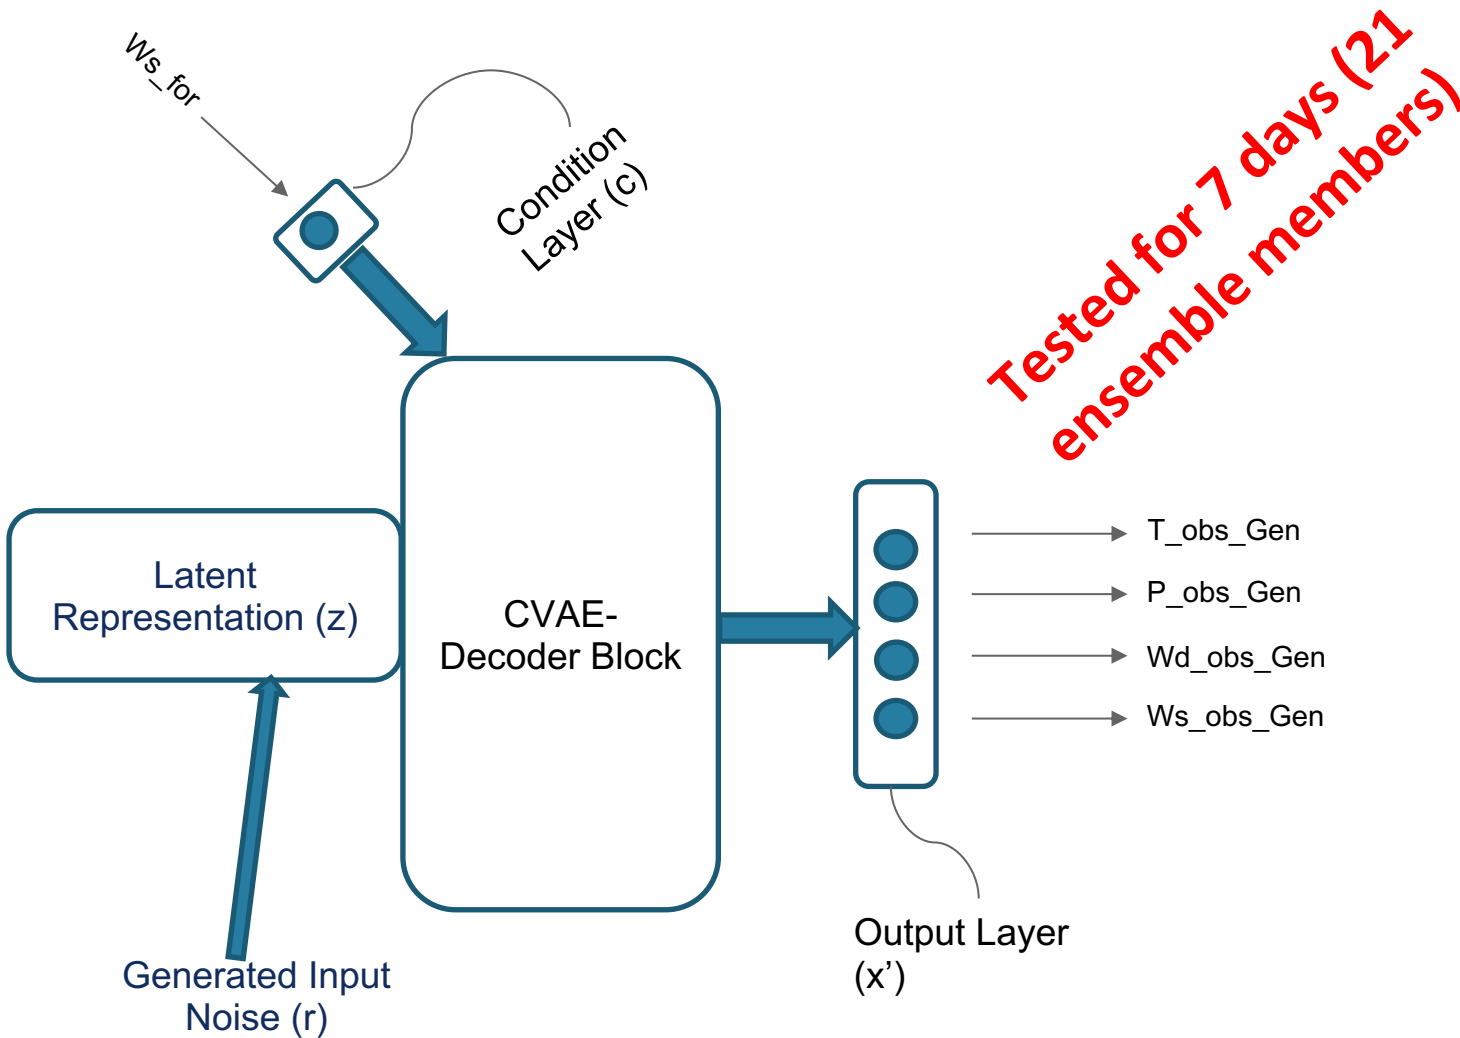 Ws_for
Condition
Layer (c)
Tested for 7 days (21
ensemble members)
Latent
Representation (z)
CVAE-
Decoder Block
T_obs_Gen
P_obs_Gen
Wd_obs_Gen
Ws_obs_Gen
Output Layer
(x’)
Generated Input
Noise (r)